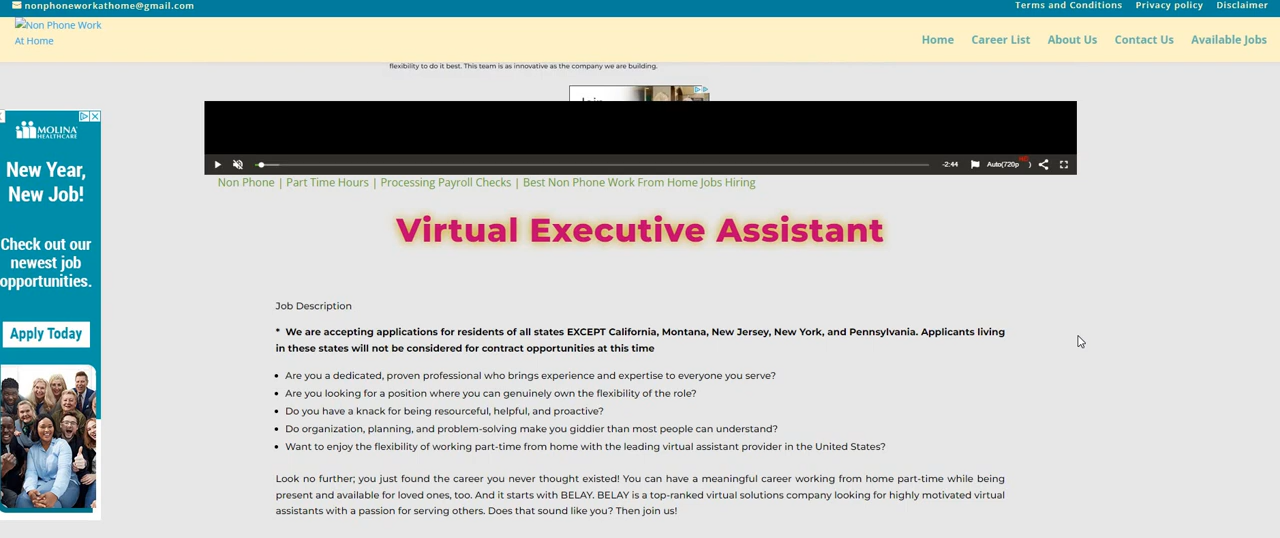 nonphoneworkathome@gmail.com
Terms and Conditions Privacy policy Disclaimer
Non Phone Work
At Home
Home Career List About Us Contact Us Available Jobs
flexibility to do it best. This team is as innovative as the company we are building.
-2:44 Auto(720p HD )
Non Phone | Part Time Hours | Processing Payroll Checks | Best Non Phone Work From Home Jobs Hiring
Virtual Executive Assistant
Job Description
* We are accepting applications for residents of all states EXCEPT California, Montana, New Jersey, New York, and Pennsylvania. Applicants living
in these states will not be considered for contract opportunities at this time
• Are you a dedicated, proven professional who brings experience and expertise to everyone you serve?
• Are you looking for a position where you can genuinely own the flexibility of the role?
• Do you have a knack for being resourceful, helpful, and proactive?
• Do organization, planning, and problem-solving make you giddier than most people can understand?
• Want to enjoy the flexibility of working part-time from home with the leading virtual assistant provider in the United States?
Look no further; you just found the career you never thought existed! You can have a meaningful career working from home part-time while being
present and available for loved ones, too. And it starts with BELAY. BELAY is a top-ranked virtual solutions company looking for highly motivated virtual
assistants with a passion for serving others. Does that sound like you? Then join us!
MOLINA
HEALTHCARE
New Year,
New Job!
Check out our
newest job
opportunities.
Apply Today